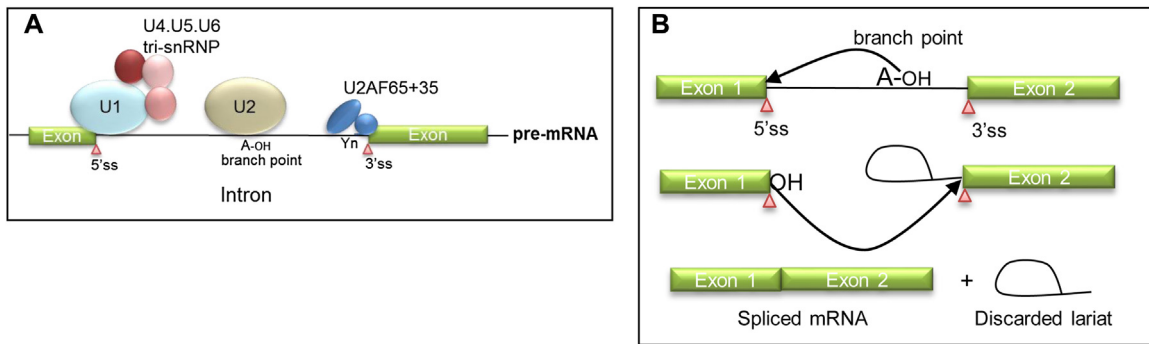 A
U4.U5.U6
tri-snRNP
U1
U2
U2AF65+35
Exon
Yn
Exon
pre-mRNA
5'ss
A-OH
branch point
3'ss
Intron
B
branch point
Exon 1
A-OH
Exon 2
5'ss
3'ss
Exon 1
OH
Exon 2
Exon 1
Exon 2
+
Spliced mRNA
Discarded lariat